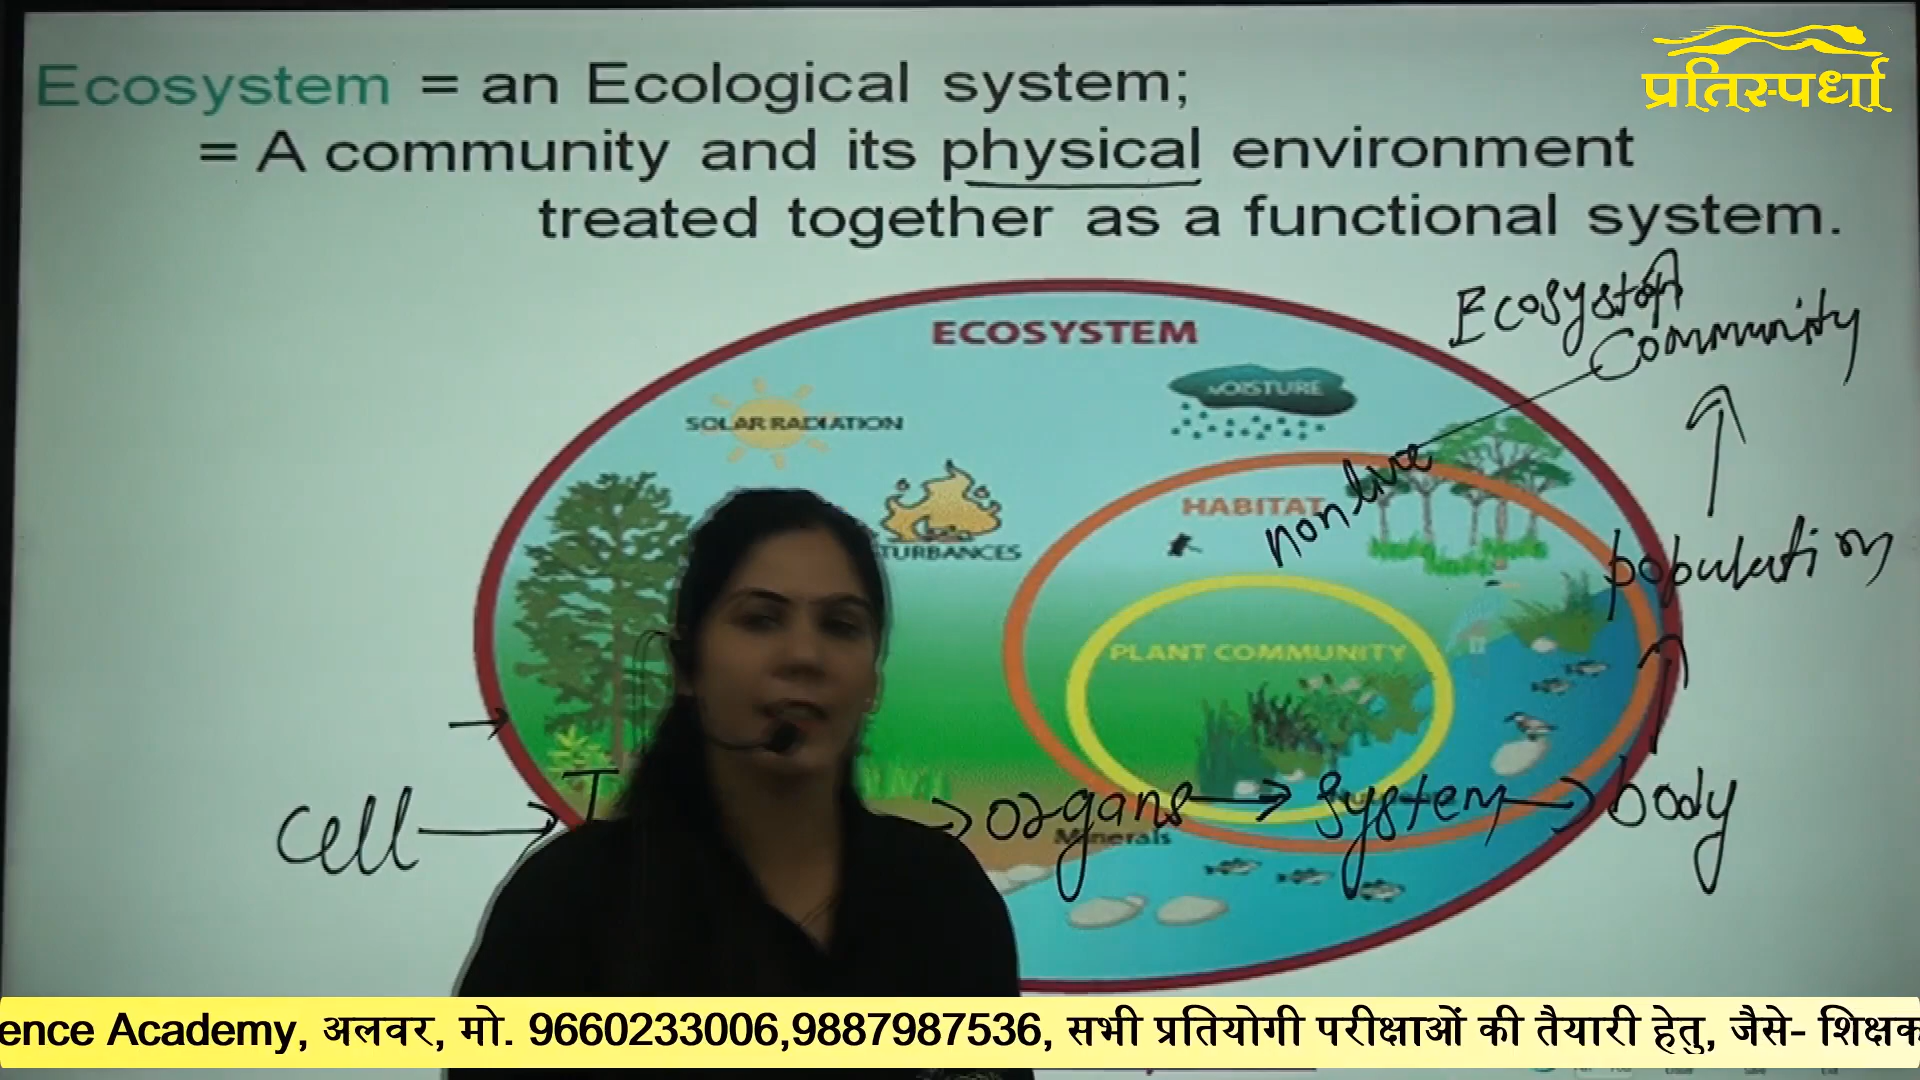 प्रतिस्पर्धा
Ecosystem = an Ecological system;
= A community and its physical environment
treated together as a functional system.
Ecosystem
Community
ECOSYSTEM
MOISTURE
SOLAR RADIATION
non live
HABITAT
TURBANCES
population
PLANT COMMUNITY
cell → T → organs → system → body
Minerals
ence Academy, अलवर, मो. 9660233006,9887987536, सभी प्रतियोगी परीक्षाओं की तैयारी हेतु, जैसे- शिक्षक